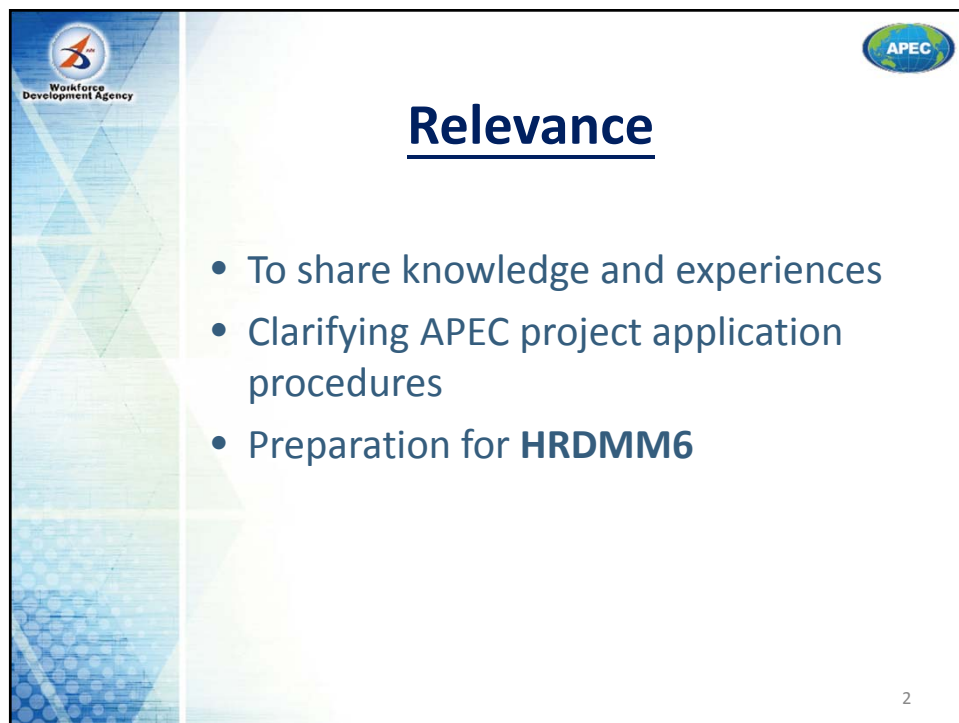 Workforce
Development Agency
APEC
Relevance
• To share knowledge and experiences
• Clarifying APEC project application
procedures
• Preparation for HRDMM6
2